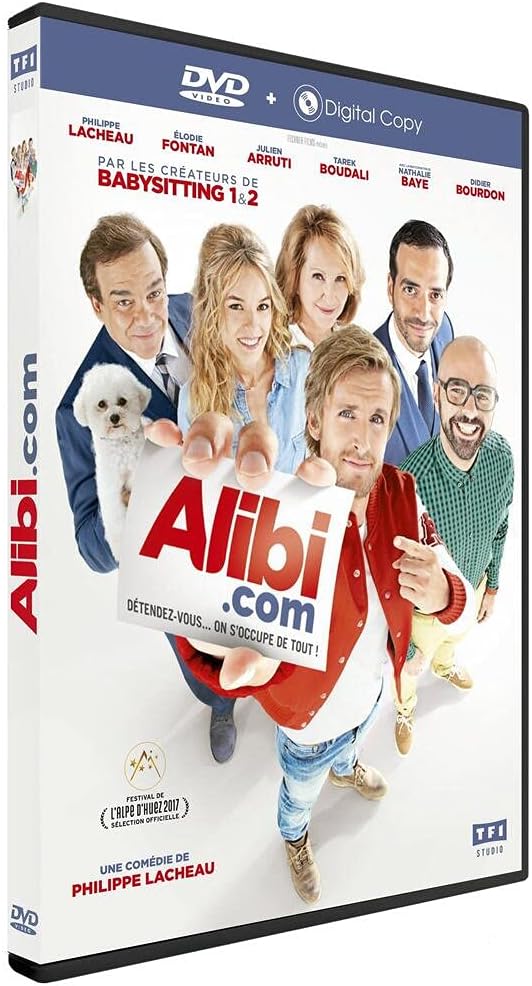 TF1
STUDIO
Alibi.com
DVD
VIDEO
DVD
VIDEO
+
Digital Copy
PHILIPPE
LACHEAU
ÉLODIE
FONTAN
JULIEN
ARRUTI
TAREK
BOUDALI
NATHALIE
BAYE
DIDIER
BOURDON
PAR LES CRÉATEURS DE
BABYSITTING 1&2
Alibi
.com
DÉTENDEZ-VOUS... ON S'OCCUPE DE TOUT !
FESTIVAL DE
L'ALPE D'HUEZ 2017
SÉLECTION OFFICIELLE
UNE COMÉDIE DE
PHILIPPE LACHEAU
TF1
STUDIO